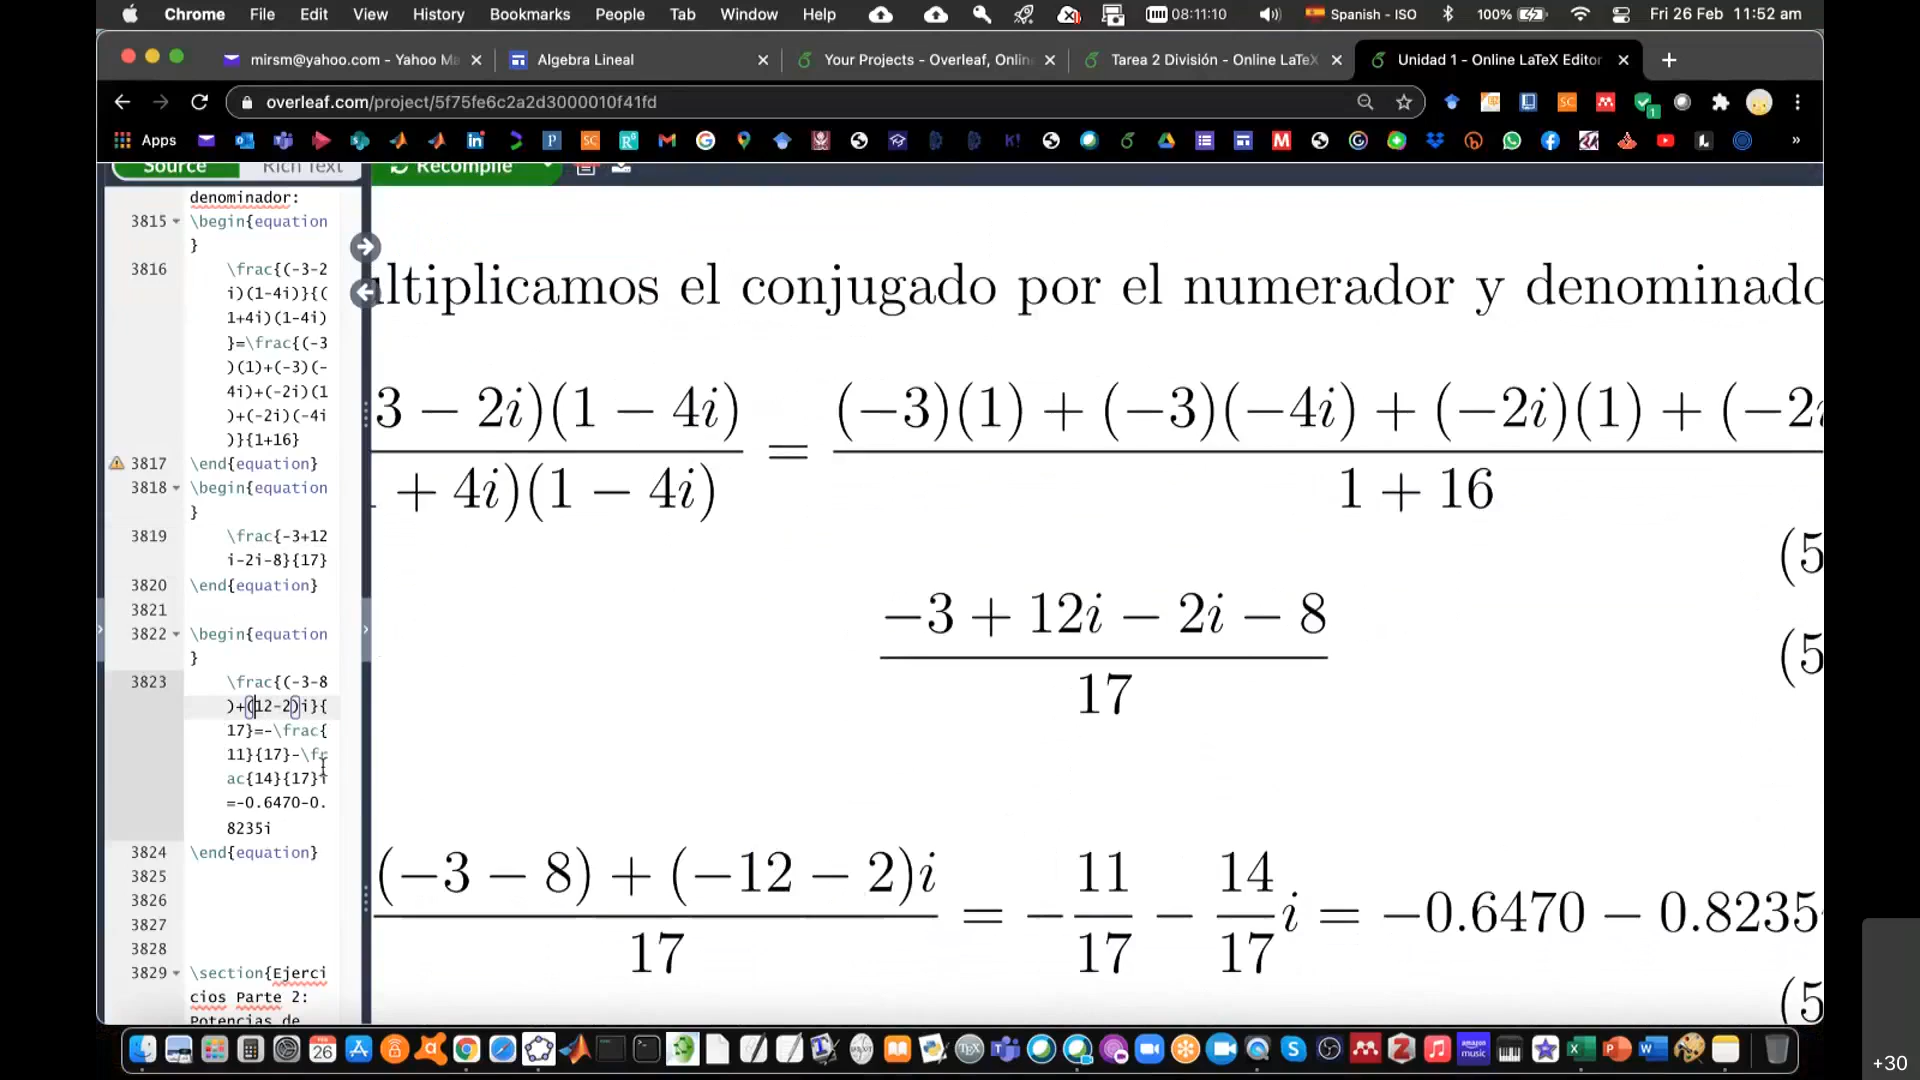 Chrome File Edit View History Bookmarks People Tab Window Help 08:11:10 Spanish - ISO 100% Fri 26 Feb 11:52 am
mirsm@yahoo.com - Yahoo Ma Algebra Lineal Your Projects - Overleaf, Onlin Tarea 2 División - Online LaTeX Unidad 1 - Online LaTeX Editor
overleaf.com/project/5f75fe6c2a2d3000010f41fd
Apps
Source Rich Text Recompile
denominador:
3815 \begin{equation
}
3816 \frac{(-3-2
i)(1-4i)}{(
1+4i)(1-4i)
}=\frac{(-3
)(1)+(-3)(-
4i)+(-2i)(1
)+(-2i)(-4i
)}{1+16}
3817 \end{equation}
3818 \begin{equation
}
3819 \frac{-3+12
i-2i-8}{17}
3820 \end{equation}
3821
3822 \begin{equation
}
3823 \frac{(-3-8
)+(12-2)i}{
17}=-\frac{
11}{17}-\fr
ac{14}{17}i
=-0.6470-0.
8235i
3824 \end{equation}
3825
3826
3827
3828
3829 \section{Ejerci
cios Parte 2:
Potencias de
ltiplicamos el conjugado por el numerador y denominado
3 − 2i)(1 − 4i) = (−3)(1) + (−3)(−4i) + (−2i)(1) + (−2i
+ 4i)(1 − 4i) 1 + 16
(5
−3 + 12i − 2i − 8
(5
17
(−3 − 8) + (−12 − 2)i = − 11 − 14 i = −0.6470 − 0.8235
17 17 17
(5
+30